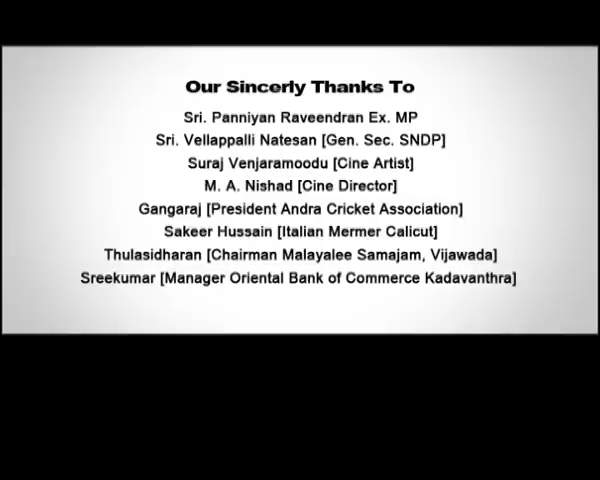 Our Sincerly Thanks To
Sri. Panniyan Raveendran Ex. MP
Sri. Vellappalli Natesan [Gen. Sec. SNDP]
Suraj Venjaramoodu [Cine Artist]
M. A. Nishad [Cine Director]
Gangaraj [President Andra Cricket Association]
Sakeer Hussain [Italian Mermer Calicut]
Thulasidharan [Chairman Malayalee Samajam, Vijawada]
Sreekumar [Manager Oriental Bank of Commerce Kadavanthra]